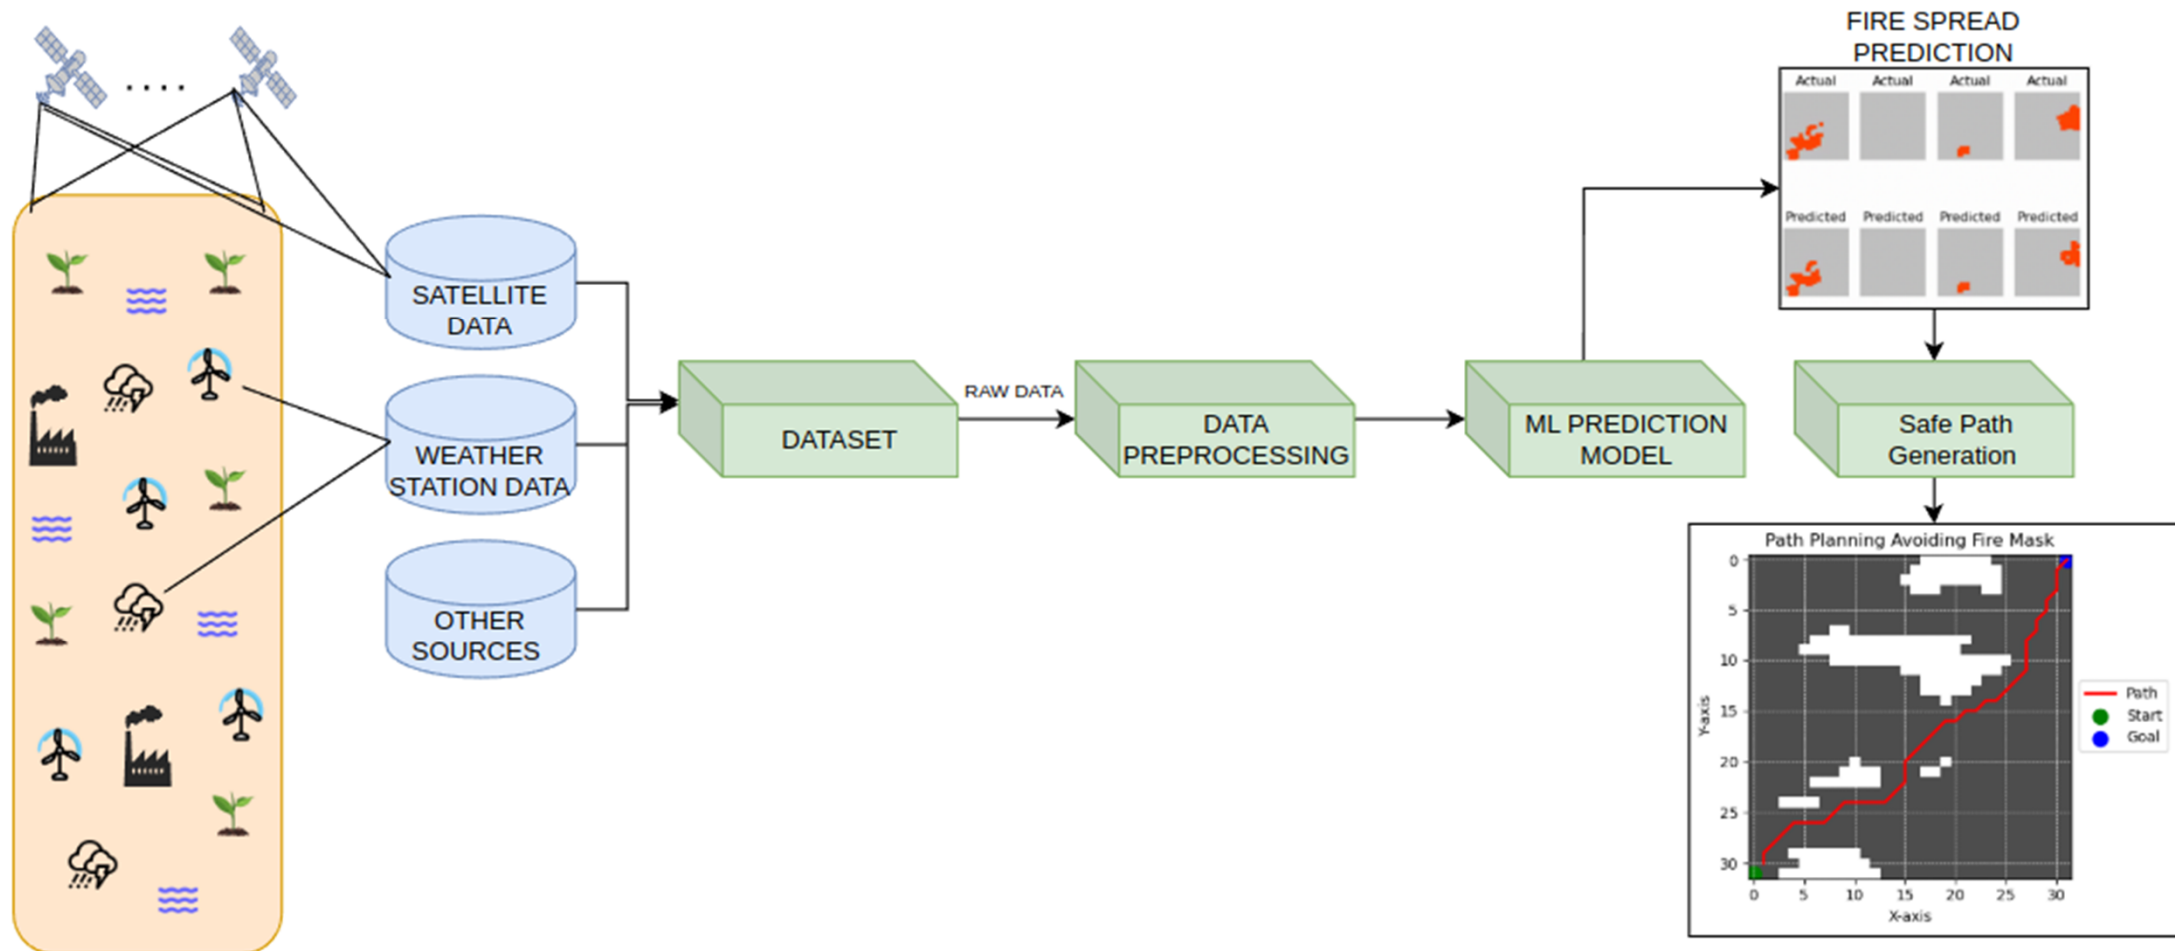 FIRE SPREAD
PREDICTION
Actual Actual Actual Actual
Predicted Predicted Predicted Predicted
SATELLITE
DATA
WEATHER
STATION DATA
OTHER
SOURCES
DATASET
RAW DATA
DATA
PREPROCESSING
ML PREDICTION
MODEL
Safe Path
Generation
Path Planning Avoiding Fire Mask
0
5
10
15
20
25
30
Y-axis
0 5 10 15 20 25 30
X-axis
Path
Start
Goal